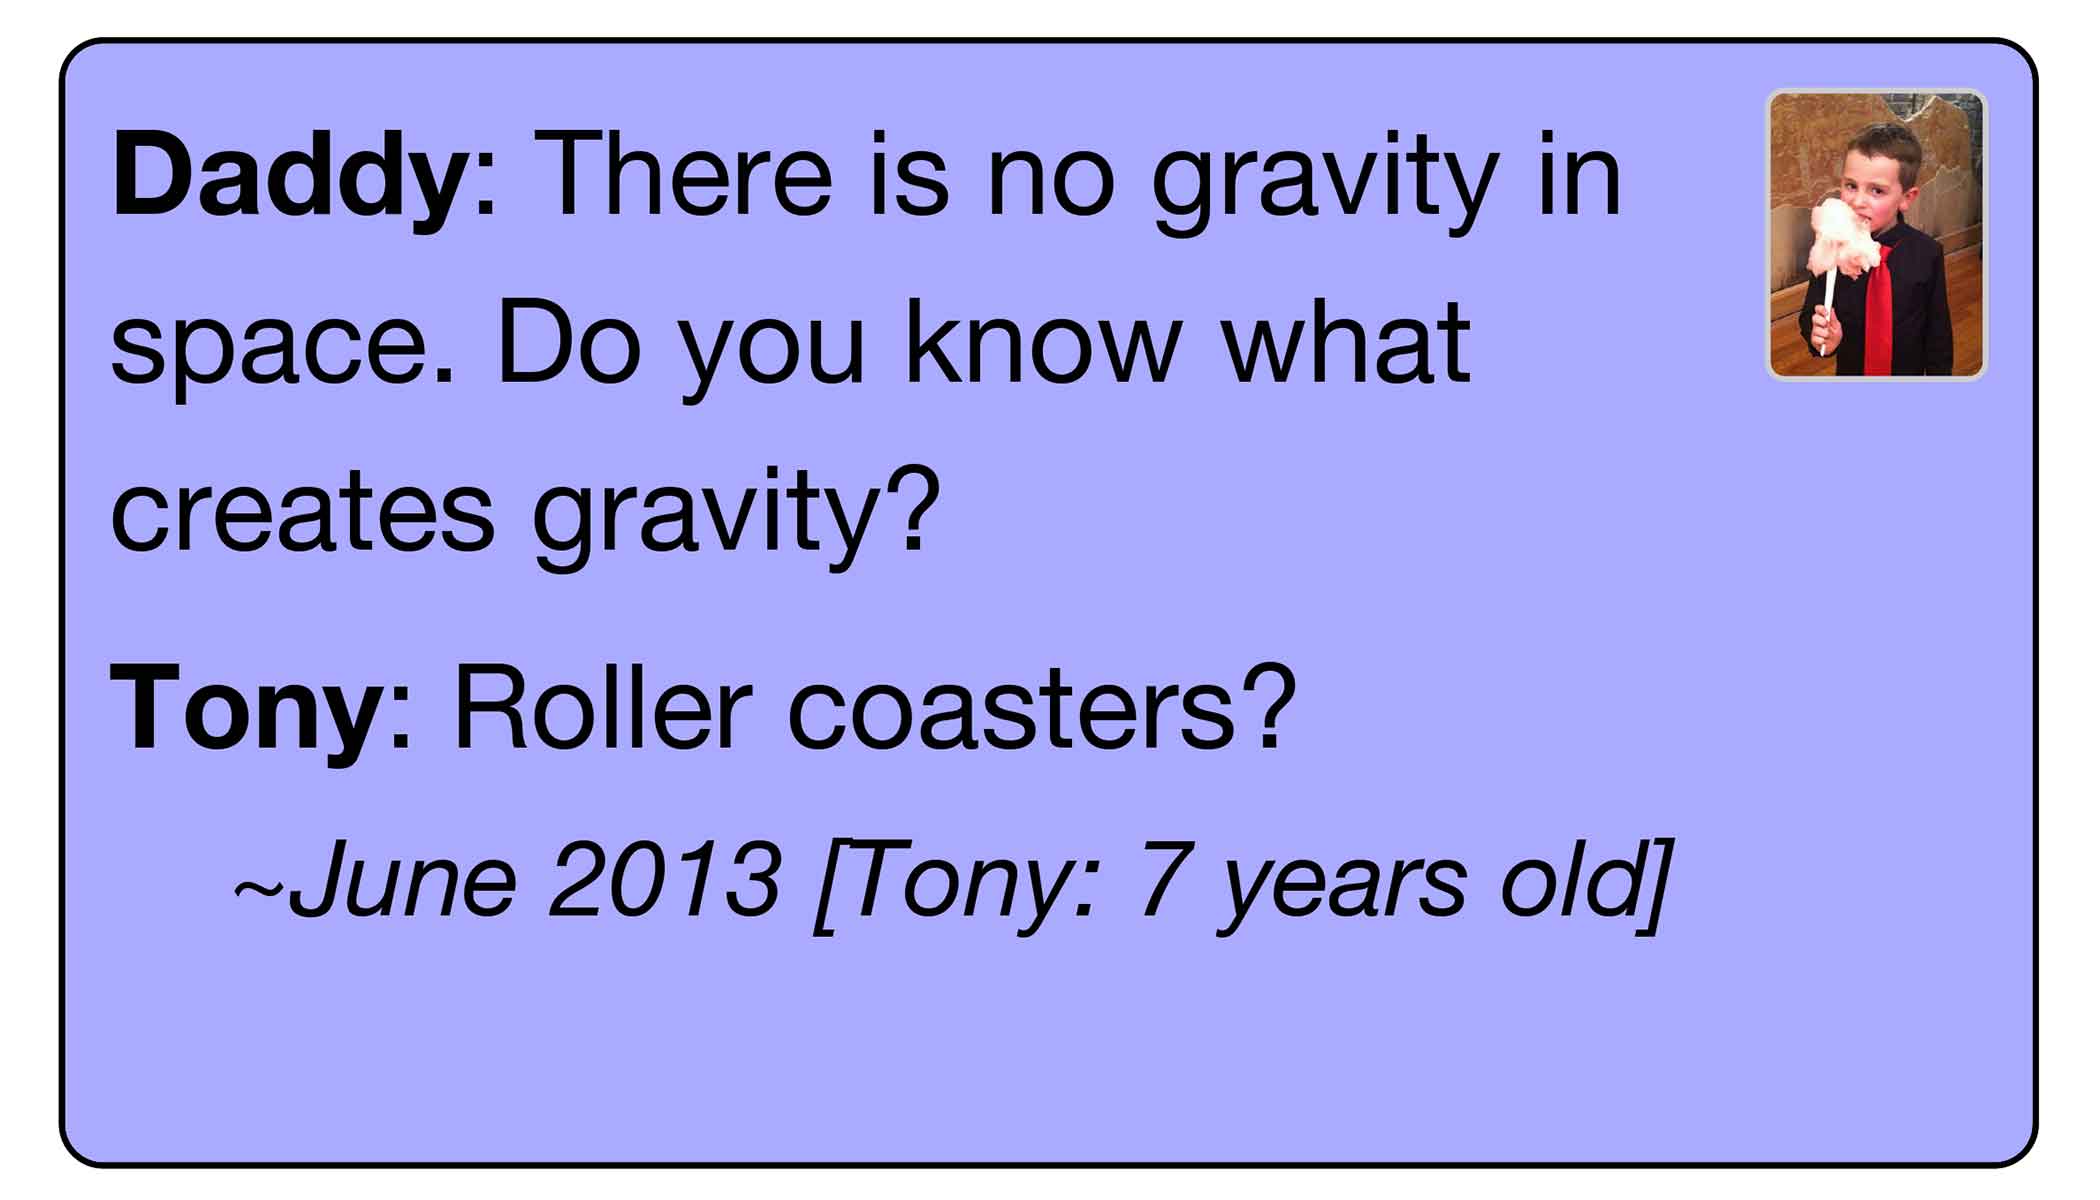 Daddy: There is no gravity in
space. Do you know what
creates gravity?
Tony: Roller coasters?
~June 2013 [Tony: 7 years old]